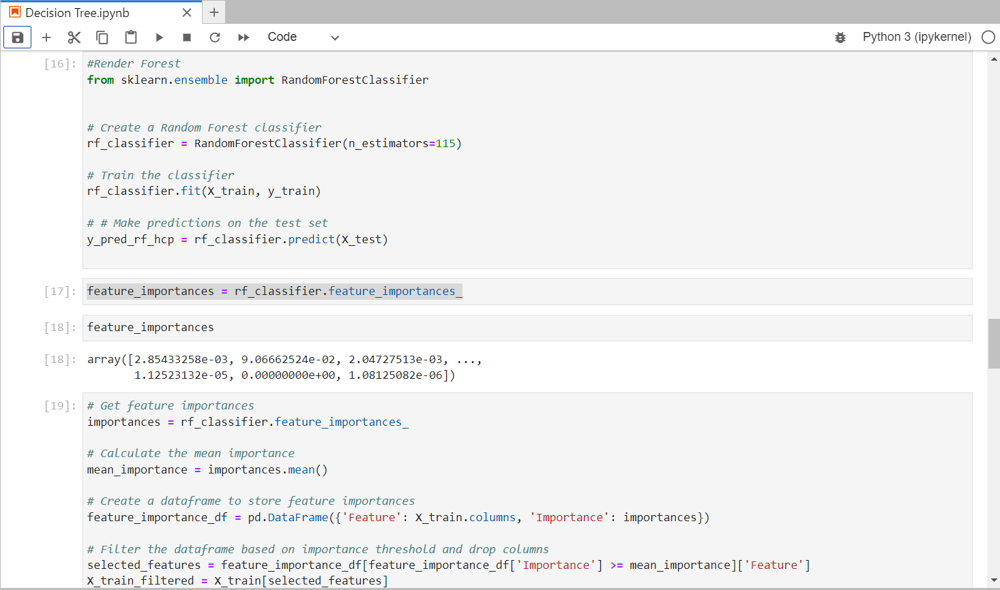 Decision Tree.ipynb
Code
Python 3 (ipykernel)
[16]:
#Render Forest
from sklearn.ensemble import RandomForestClassifier
# Create a Random Forest classifier
rf_classifier = RandomForestClassifier(n_estimators=115)
# Train the classifier
rf_classifier.fit(X_train, y_train)
# # Make predictions on the test set
y_pred_rf_hcp = rf_classifier.predict(X_test)
[17]:
feature_importances = rf_classifier.feature_importances_
[18]:
feature_importances
[18]:
array([2.85433258e-03, 9.06662524e-02, 2.04727513e-03, ...,
1.12523132e-05, 0.00000000e+00, 1.08125082e-06])
[19]:
# Get feature importances
importances = rf_classifier.feature_importances_
# Calculate the mean importance
mean_importance = importances.mean()
# Create a dataframe to store feature importances
feature_importance_df = pd.DataFrame({'Feature': X_train.columns, 'Importance': importances})
# Filter the dataframe based on importance threshold and drop columns
selected_features = feature_importance_df[feature_importance_df['Importance'] >= mean_importance]['Feature']
X_train_filtered = X_train[selected_features]